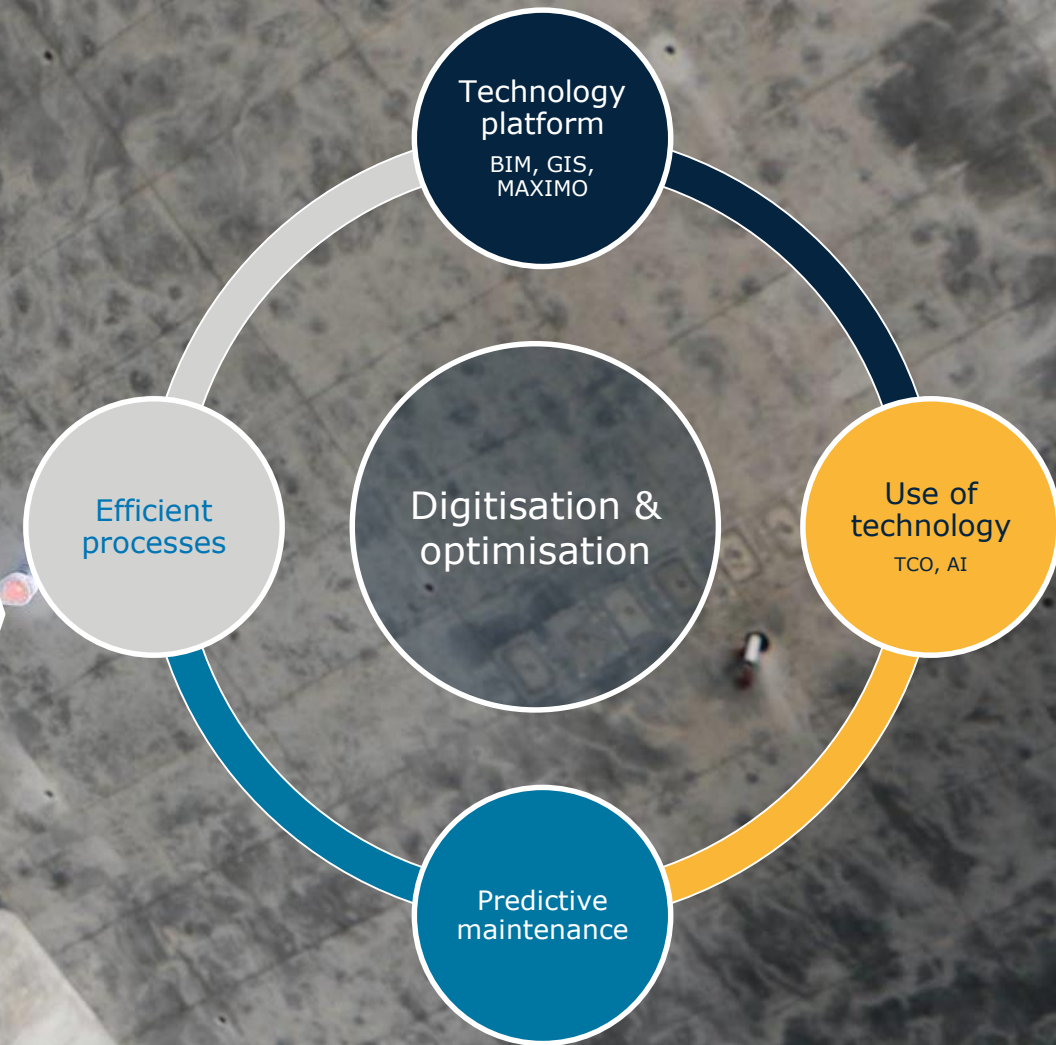 Technology
platform
BIM, GIS,
MAXIMO
Efficient
processes
Digitisation &
optimisation
Use of
technology
TCO, AI
Predictive
maintenance